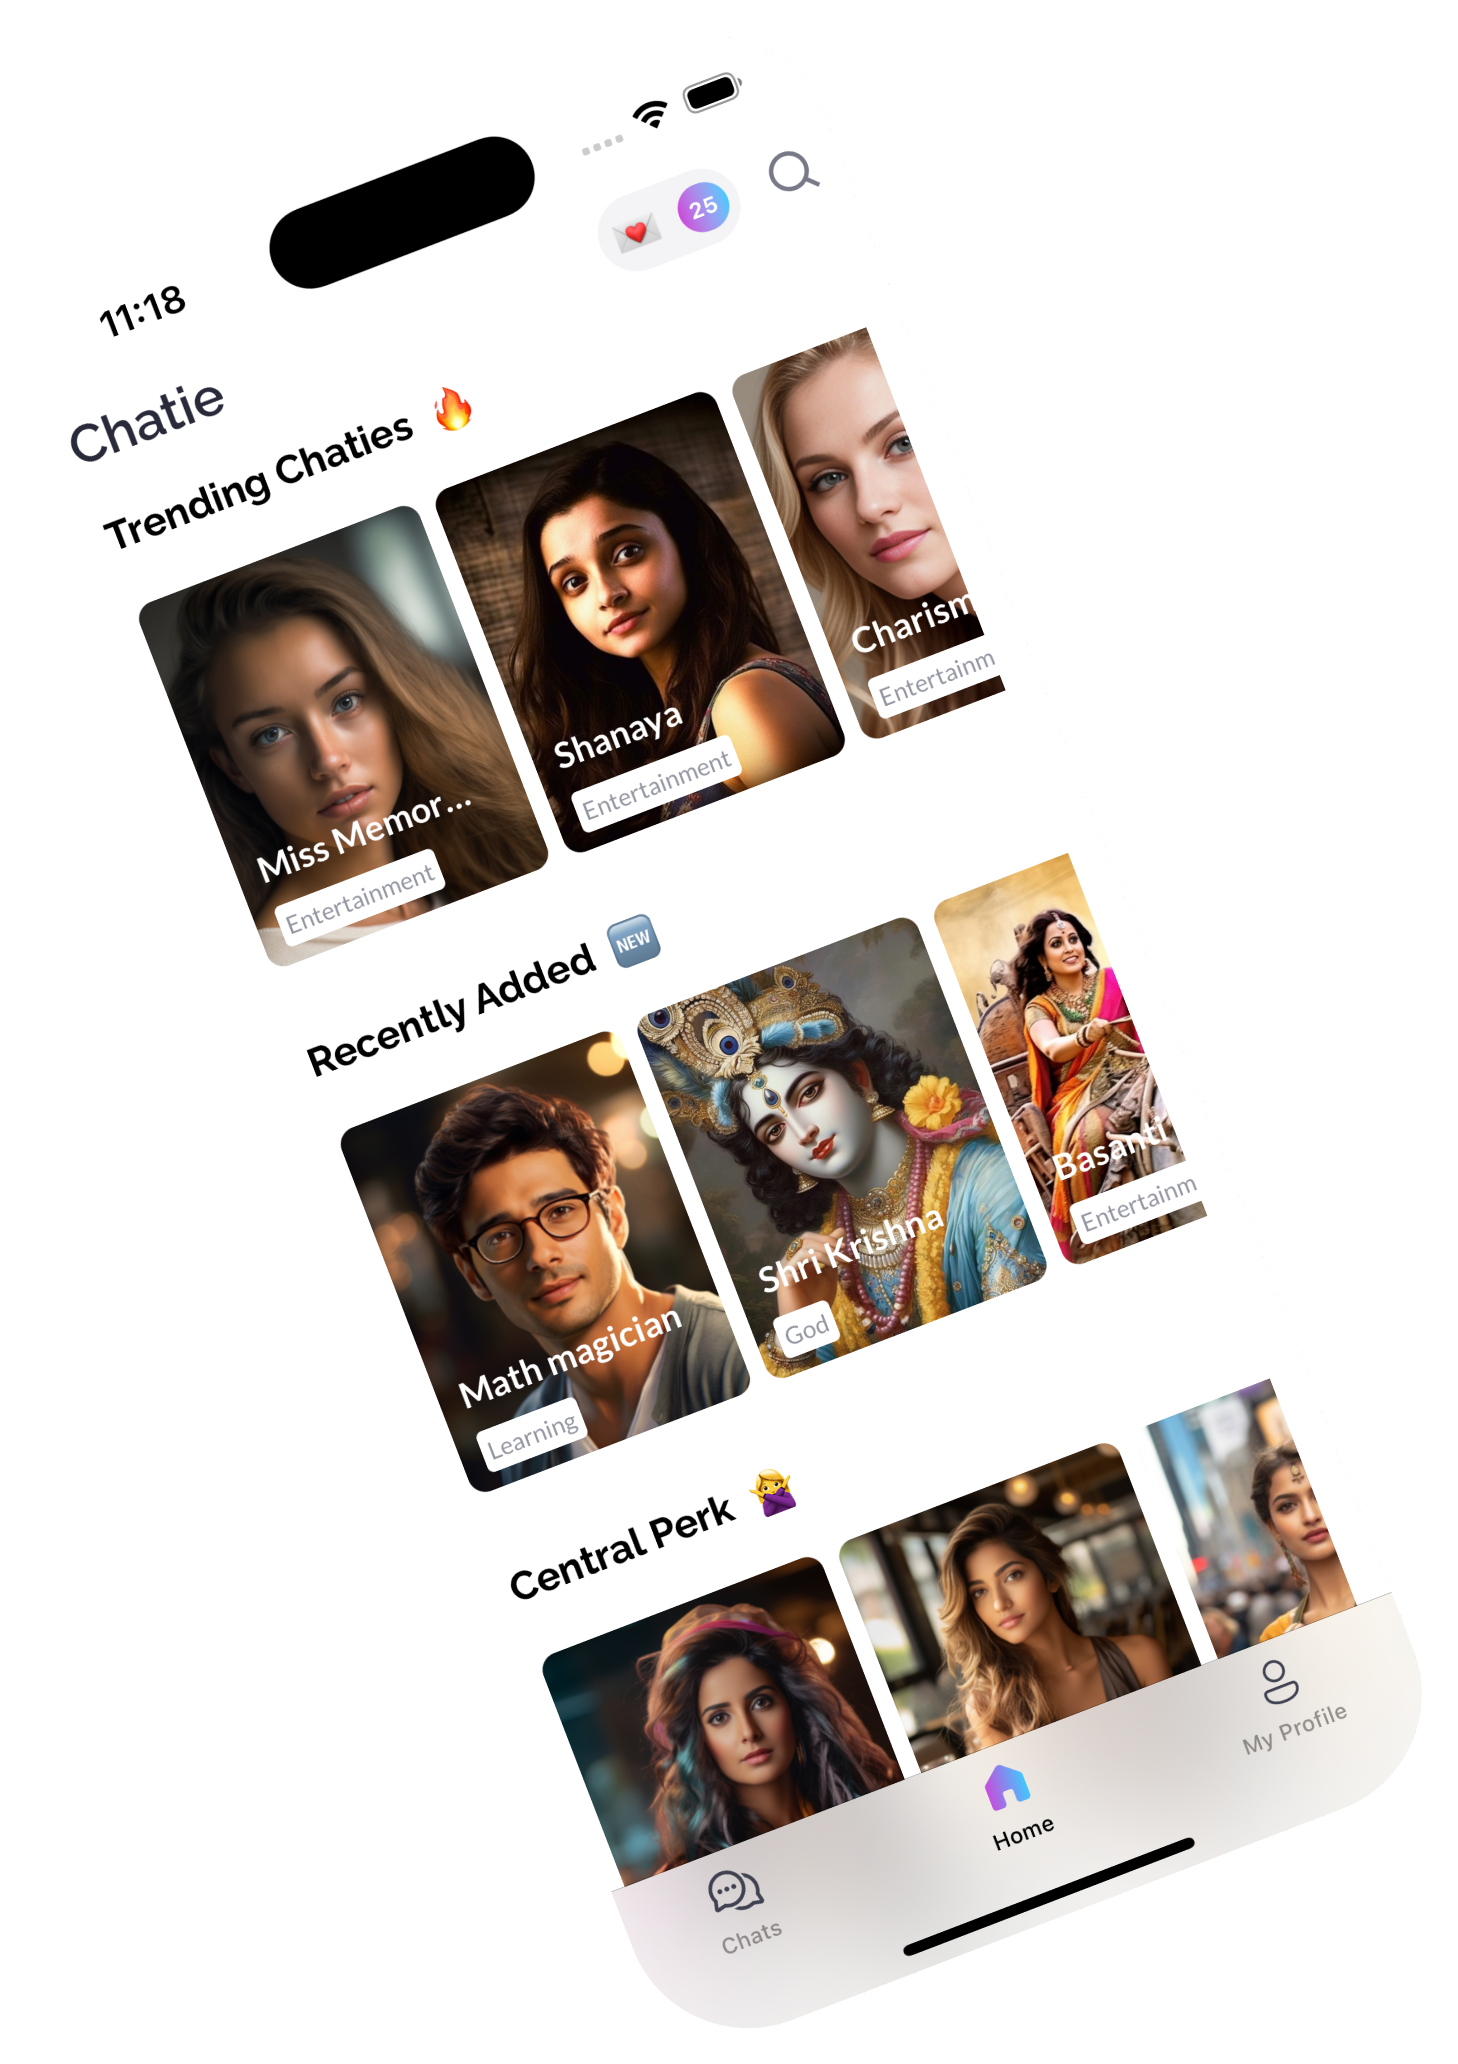 11:18
25
Chatie
Trending Chaties
Miss Memor...
Entertainment
Shanaya
Entertainment
Charism
Entertainm
Recently Added
NEW
Math magician
Learning
Shri Krishna
God
Basanti
Entertainm
Central Perk
Chats
Home
My Profile